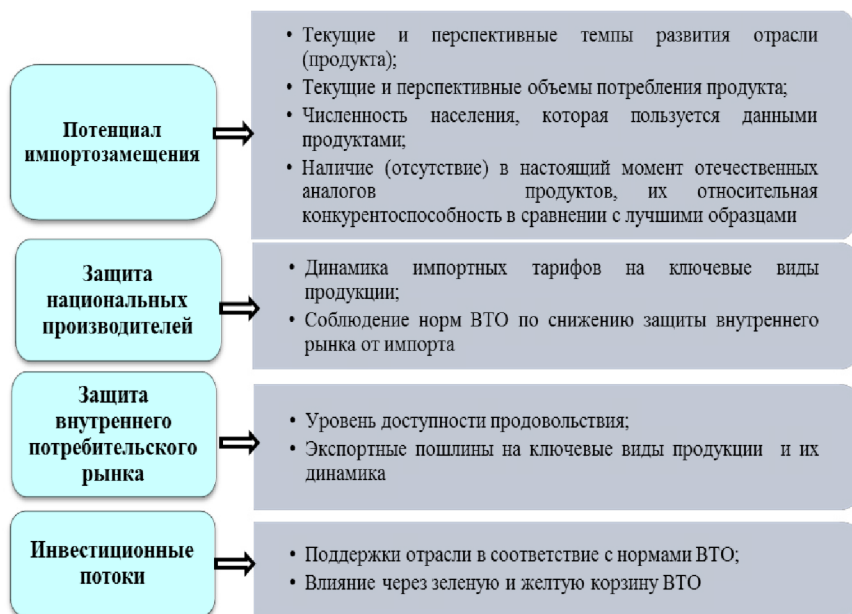 Потенциал
импортозамещения
• Текущие и перспективные темпы развития отрасли
(продукта);
• Текущие и перспективные объемы потребления продукта;
• Численность населения, которая пользуется данными
продуктами;
• Наличие (отсутствие) в настоящий момент отечественных
аналогов продуктов, их относительная
конкурентоспособность в сравнении с лучшими образцами
Защита
национальных
производителей
• Динамика импортных тарифов на ключевые виды
продукции;
• Соблюдение норм ВТО по снижению защиты внутреннего
рынка от импорта
Защита
внутреннего
потребительского
рынка
• Уровень доступности продовольствия;
• Экспортные пошлины на ключевые виды продукции и их
динамика
Инвестиционные
потоки
• Поддержки отрасли в соответствие с нормами ВТО;
• Влияние через зеленую и желтую корзину ВТО